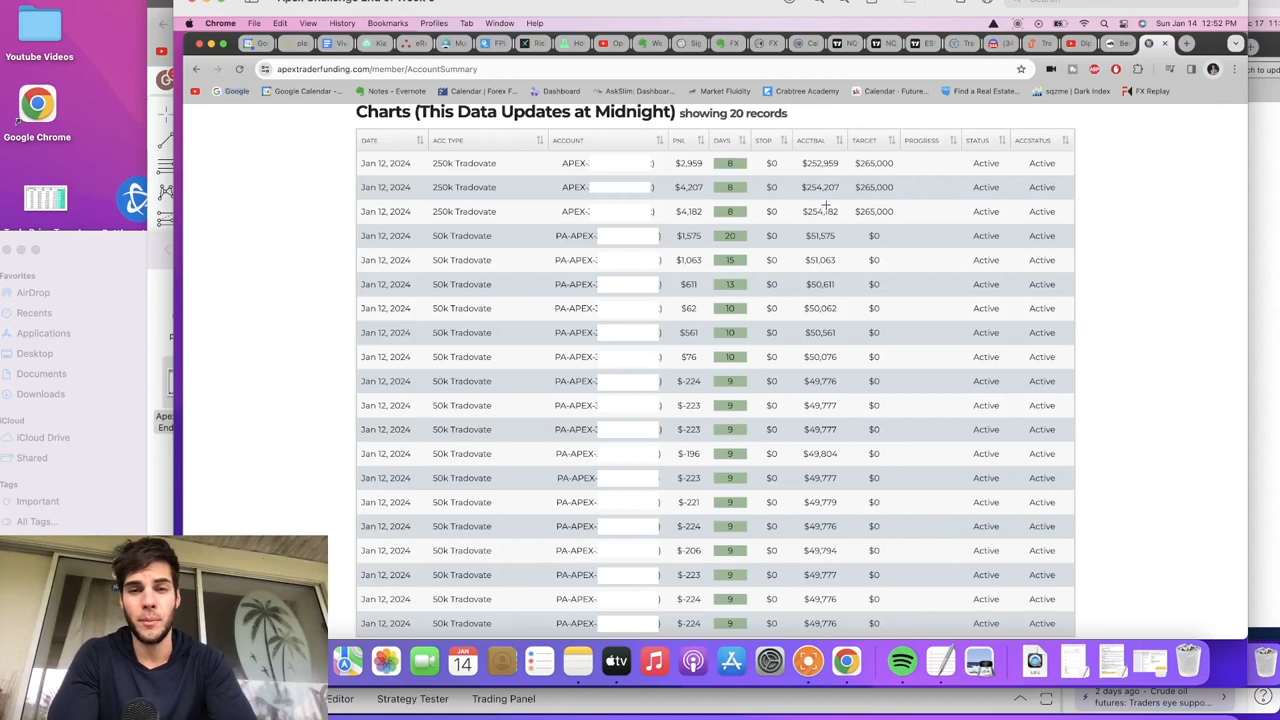 Youtube Videos
Google Chrome
Favorites
AirDrop
Recents
Applications
Desktop
Documents
Downloads
iCloud
iCloud Drive
Shared
Tags
Important
All Tags...
Chrome File Edit View History Bookmarks Profiles Tab Window Help
Sun Jan 14 12:52 PM
apextraderfunding.com/member/AccountSummary
Google
Google Calendar -...
Notes - Evernote
Calendar | Forex F...
Dashboard
AskSlim: Dashboar...
Market Fluidity
Crabtree Academy
Calendar - Future...
Find a Real Estate...
sqzme | Dark Index
FX Replay
Charts (This Data Updates at Midnight) showing 20 records
DATE ACC TYPE ACCOUNT PNL DAYS STOP ACCTBAL TARGET PROGRESS STATUS ACCSTATUS
Jan 12, 2024 250k Tradovate APEX- $2,959 8 $0 $252,959 $265,000 Active Active
Jan 12, 2024 250k Tradovate APEX- $4,207 8 $0 $265,000 Active Active
Jan 12, 2024 250k Tradovate APEX- $4,182 8 $0 $254,182 $265,000 Active Active
Jan 12, 2024 50k Tradovate PA-APEX- $1,575 20 $0 $51,575 $0 Active Active
Jan 12, 2024 50k Tradovate PA-APEX- $1,063 15 $0 $51,063 $0 Active Active
Jan 12, 2024 50k Tradovate PA-APEX- $611 13 $0 $50,611 $0 Active Active
Jan 12, 2024 50k Tradovate PA-APEX- $62 10 $0 $50,062 $0 Active Active
Jan 12, 2024 50k Tradovate PA-APEX- $561 10 $0 $50,561 $0 Active Active
Jan 12, 2024 50k Tradovate PA-APEX- $76 10 $0 $50,076 $0 Active Active
Jan 12, 2024 50k Tradovate PA-APEX- $-224 9 $0 $49,776 $0 Active Active
Jan 12, 2024 50k Tradovate PA-APEX- $-223 9 $0 $49,777 $0 Active Active
Jan 12, 2024 50k Tradovate PA-APEX- $-223 9 $0 $49,777 $0 Active Active
Jan 12, 2024 50k Tradovate PA-APEX- $-196 9 $0 $49,804 $0 Active Active
Jan 12, 2024 50k Tradovate PA-APEX- $-223 9 $0 $49,777 $0 Active Active
Jan 12, 2024 50k Tradovate PA-APEX- $-221 9 $0 $49,779 $0 Active Active
Jan 12, 2024 50k Tradovate PA-APEX- $-224 9 $0 $49,776 $0 Active Active
Jan 12, 2024 50k Tradovate PA-APEX- $-206 9 $0 $49,794 $0 Active Active
Jan 12, 2024 50k Tradovate PA-APEX- $-223 9 $0 $49,777 $0 Active Active
Jan 12, 2024 50k Tradovate PA-APEX- $-224 9 $0 $49,776 $0 Active Active
Jan 12, 2024 50k Tradovate PA-APEX- $-224 9 $0 $49,776 $0 Active Active
JAN
14
tv
Editor Strategy Tester Trading Panel
2 days ago • Crude oil
futures: Traders eye suppo...